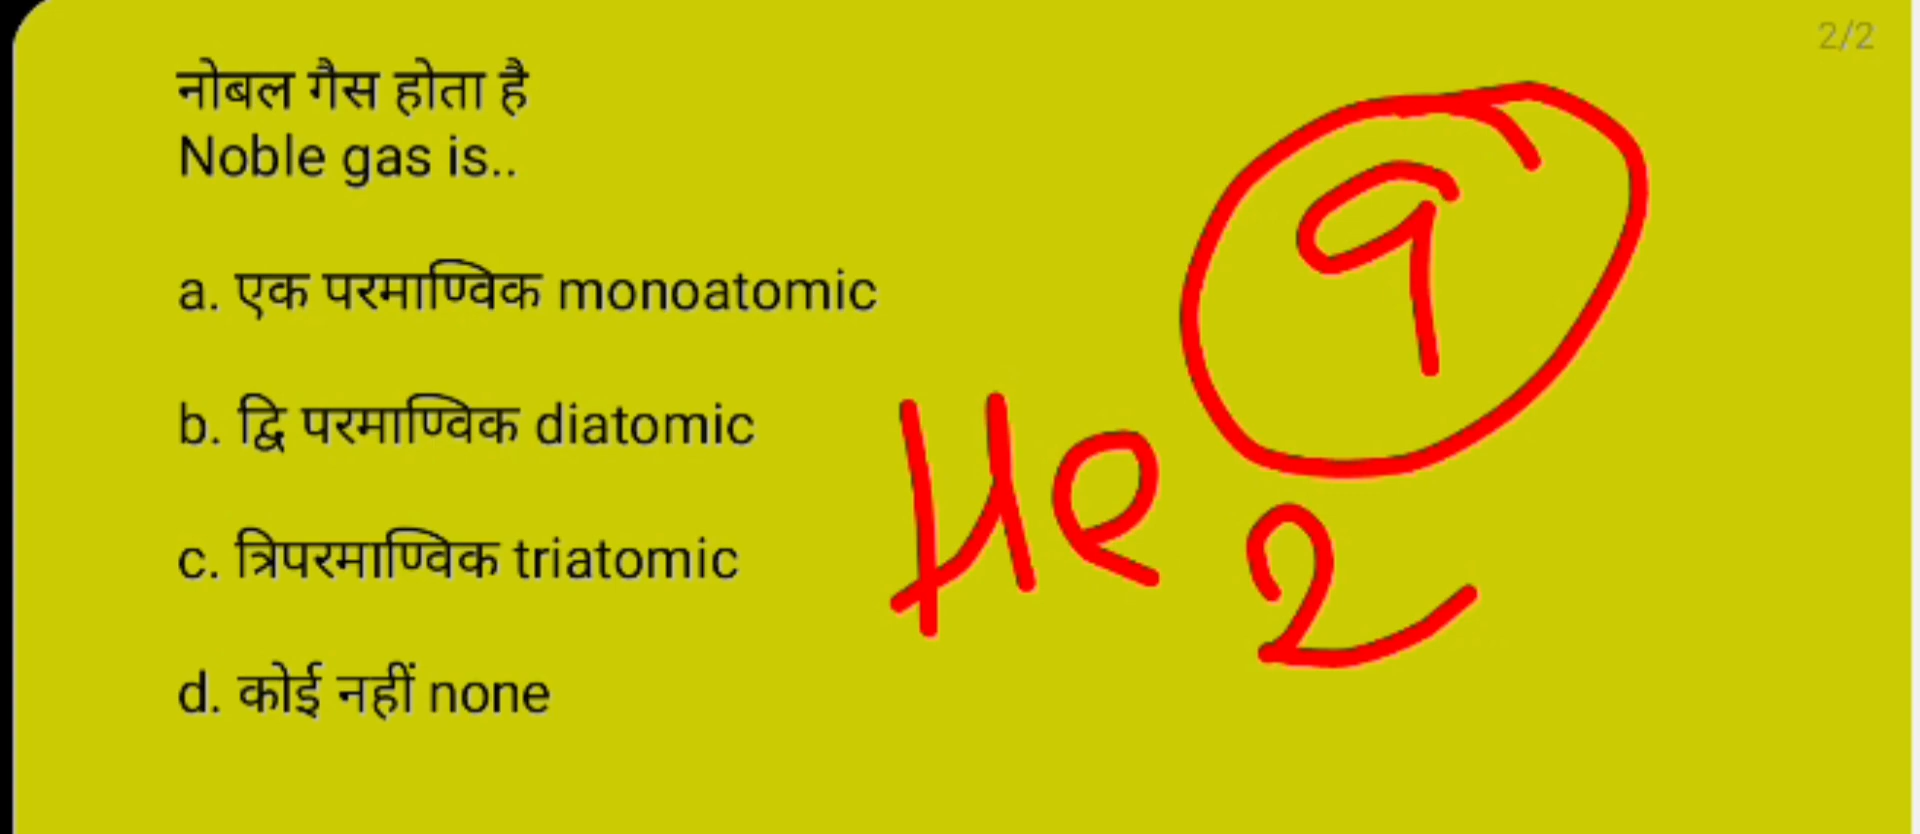 2/2
नोबल गैस होता है
Noble gas is..
a. एक परमाण्विक monoatomic
b. द्वि परमाण्विक diatomic
c. त्रिपरमाण्विक triatomic
d. कोई नहीं none
9
He
2